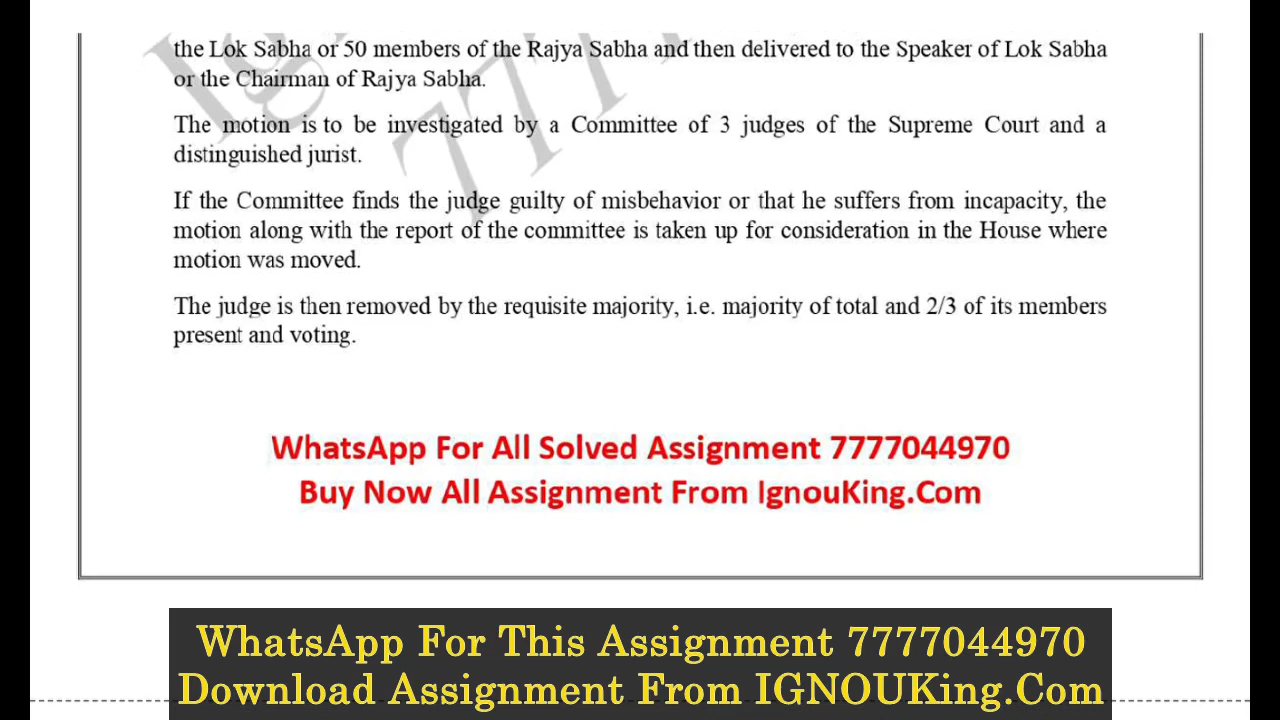 the Lok Sabha or 50 members of the Rajya Sabha and then delivered to the Speaker of Lok Sabha
or the Chairman of Rajya Sabha.
The motion is to be investigated by a Committee of 3 judges of the Supreme Court and a
distinguished jurist.
If the Committee finds the judge guilty of misbehavior or that he suffers from incapacity, the
motion along with the report of the committee is taken up for consideration in the House where
motion was moved.
The judge is then removed by the requisite majority, i.e. majority of total and 2/3 of its members
present and voting.
WhatsApp For All Solved Assignment 7777044970
Buy Now All Assignment From IgnouKing.Com
WhatsApp For This Assignment 7777044970
Download Assignment From IGNOUKing.Com